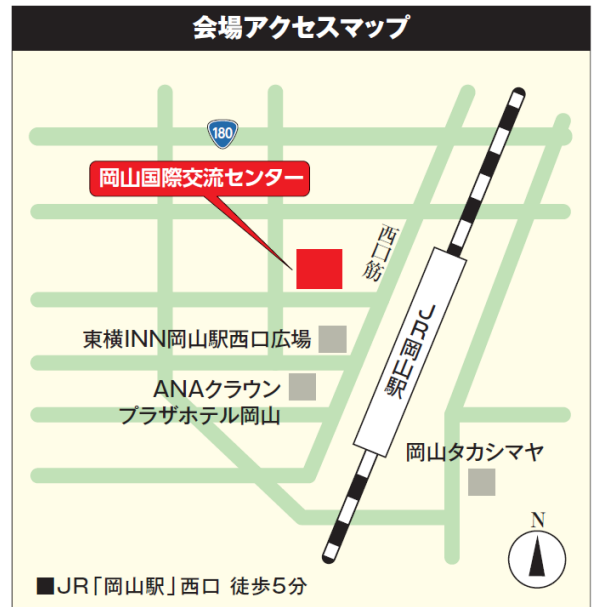 会場アクセスマップ
180
岡山国際交流センター
西口筋
JR岡山駅
東横INN岡山駅西口広場
ANAクラウン
プラザホテル岡山
岡山タカシマヤ
N
■JR「岡山駅」西口 徒歩5分